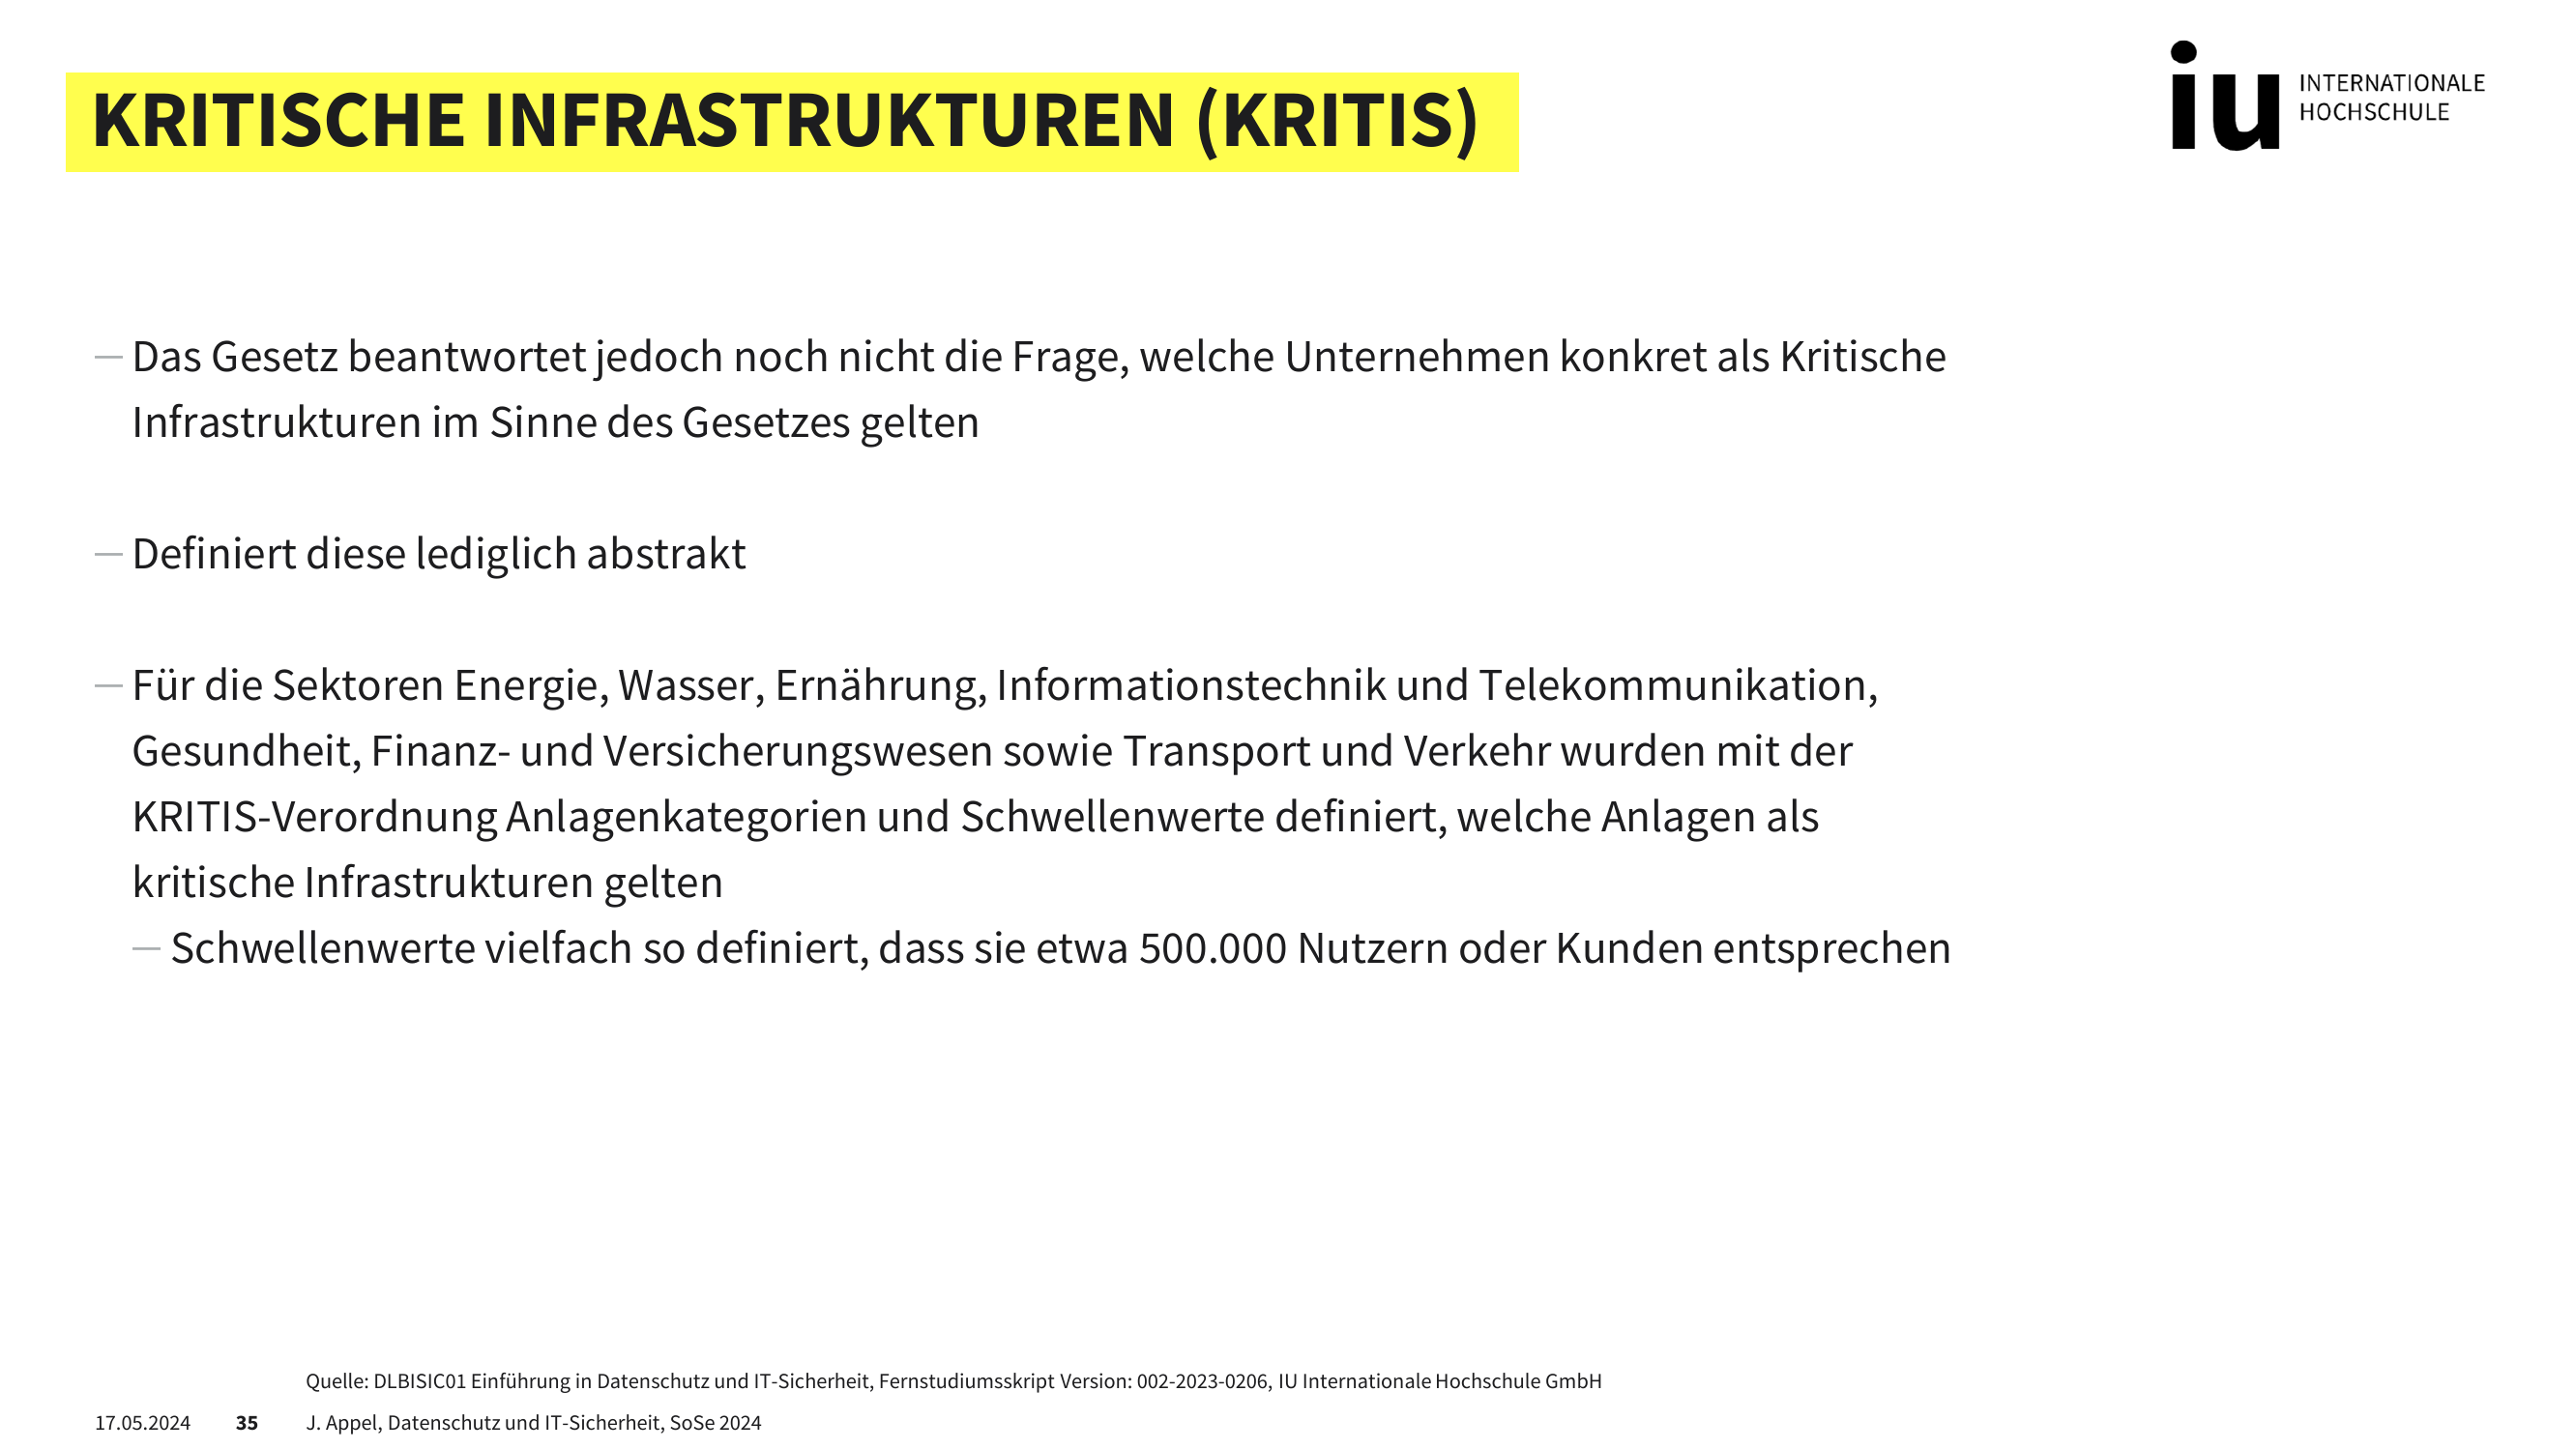 KRITISCHE INFRASTRUKTUREN (KRITIS)
iu INTERNATIONALE
HOCHSCHULE
— Das Gesetz beantwortet jedoch noch nicht die Frage, welche Unternehmen konkret als Kritische
Infrastrukturen im Sinne des Gesetzes gelten
— Definiert diese lediglich abstrakt
— Für die Sektoren Energie, Wasser, Ernährung, Informationstechnik und Telekommunikation,
Gesundheit, Finanz- und Versicherungswesen sowie Transport und Verkehr wurden mit der
KRITIS-Verordnung Anlagenkategorien und Schwellenwerte definiert, welche Anlagen als
kritische Infrastrukturen gelten
— Schwellenwerte vielfach so definiert, dass sie etwa 500.000 Nutzern oder Kunden entsprechen
Quelle: DLBISIC01 Einführung in Datenschutz und IT-Sicherheit, Fernstudiumsskript Version: 002-2023-0206, IU Internationale Hochschule GmbH
17.05.2024 35 J. Appel, Datenschutz und IT-Sicherheit, SoSe 2024